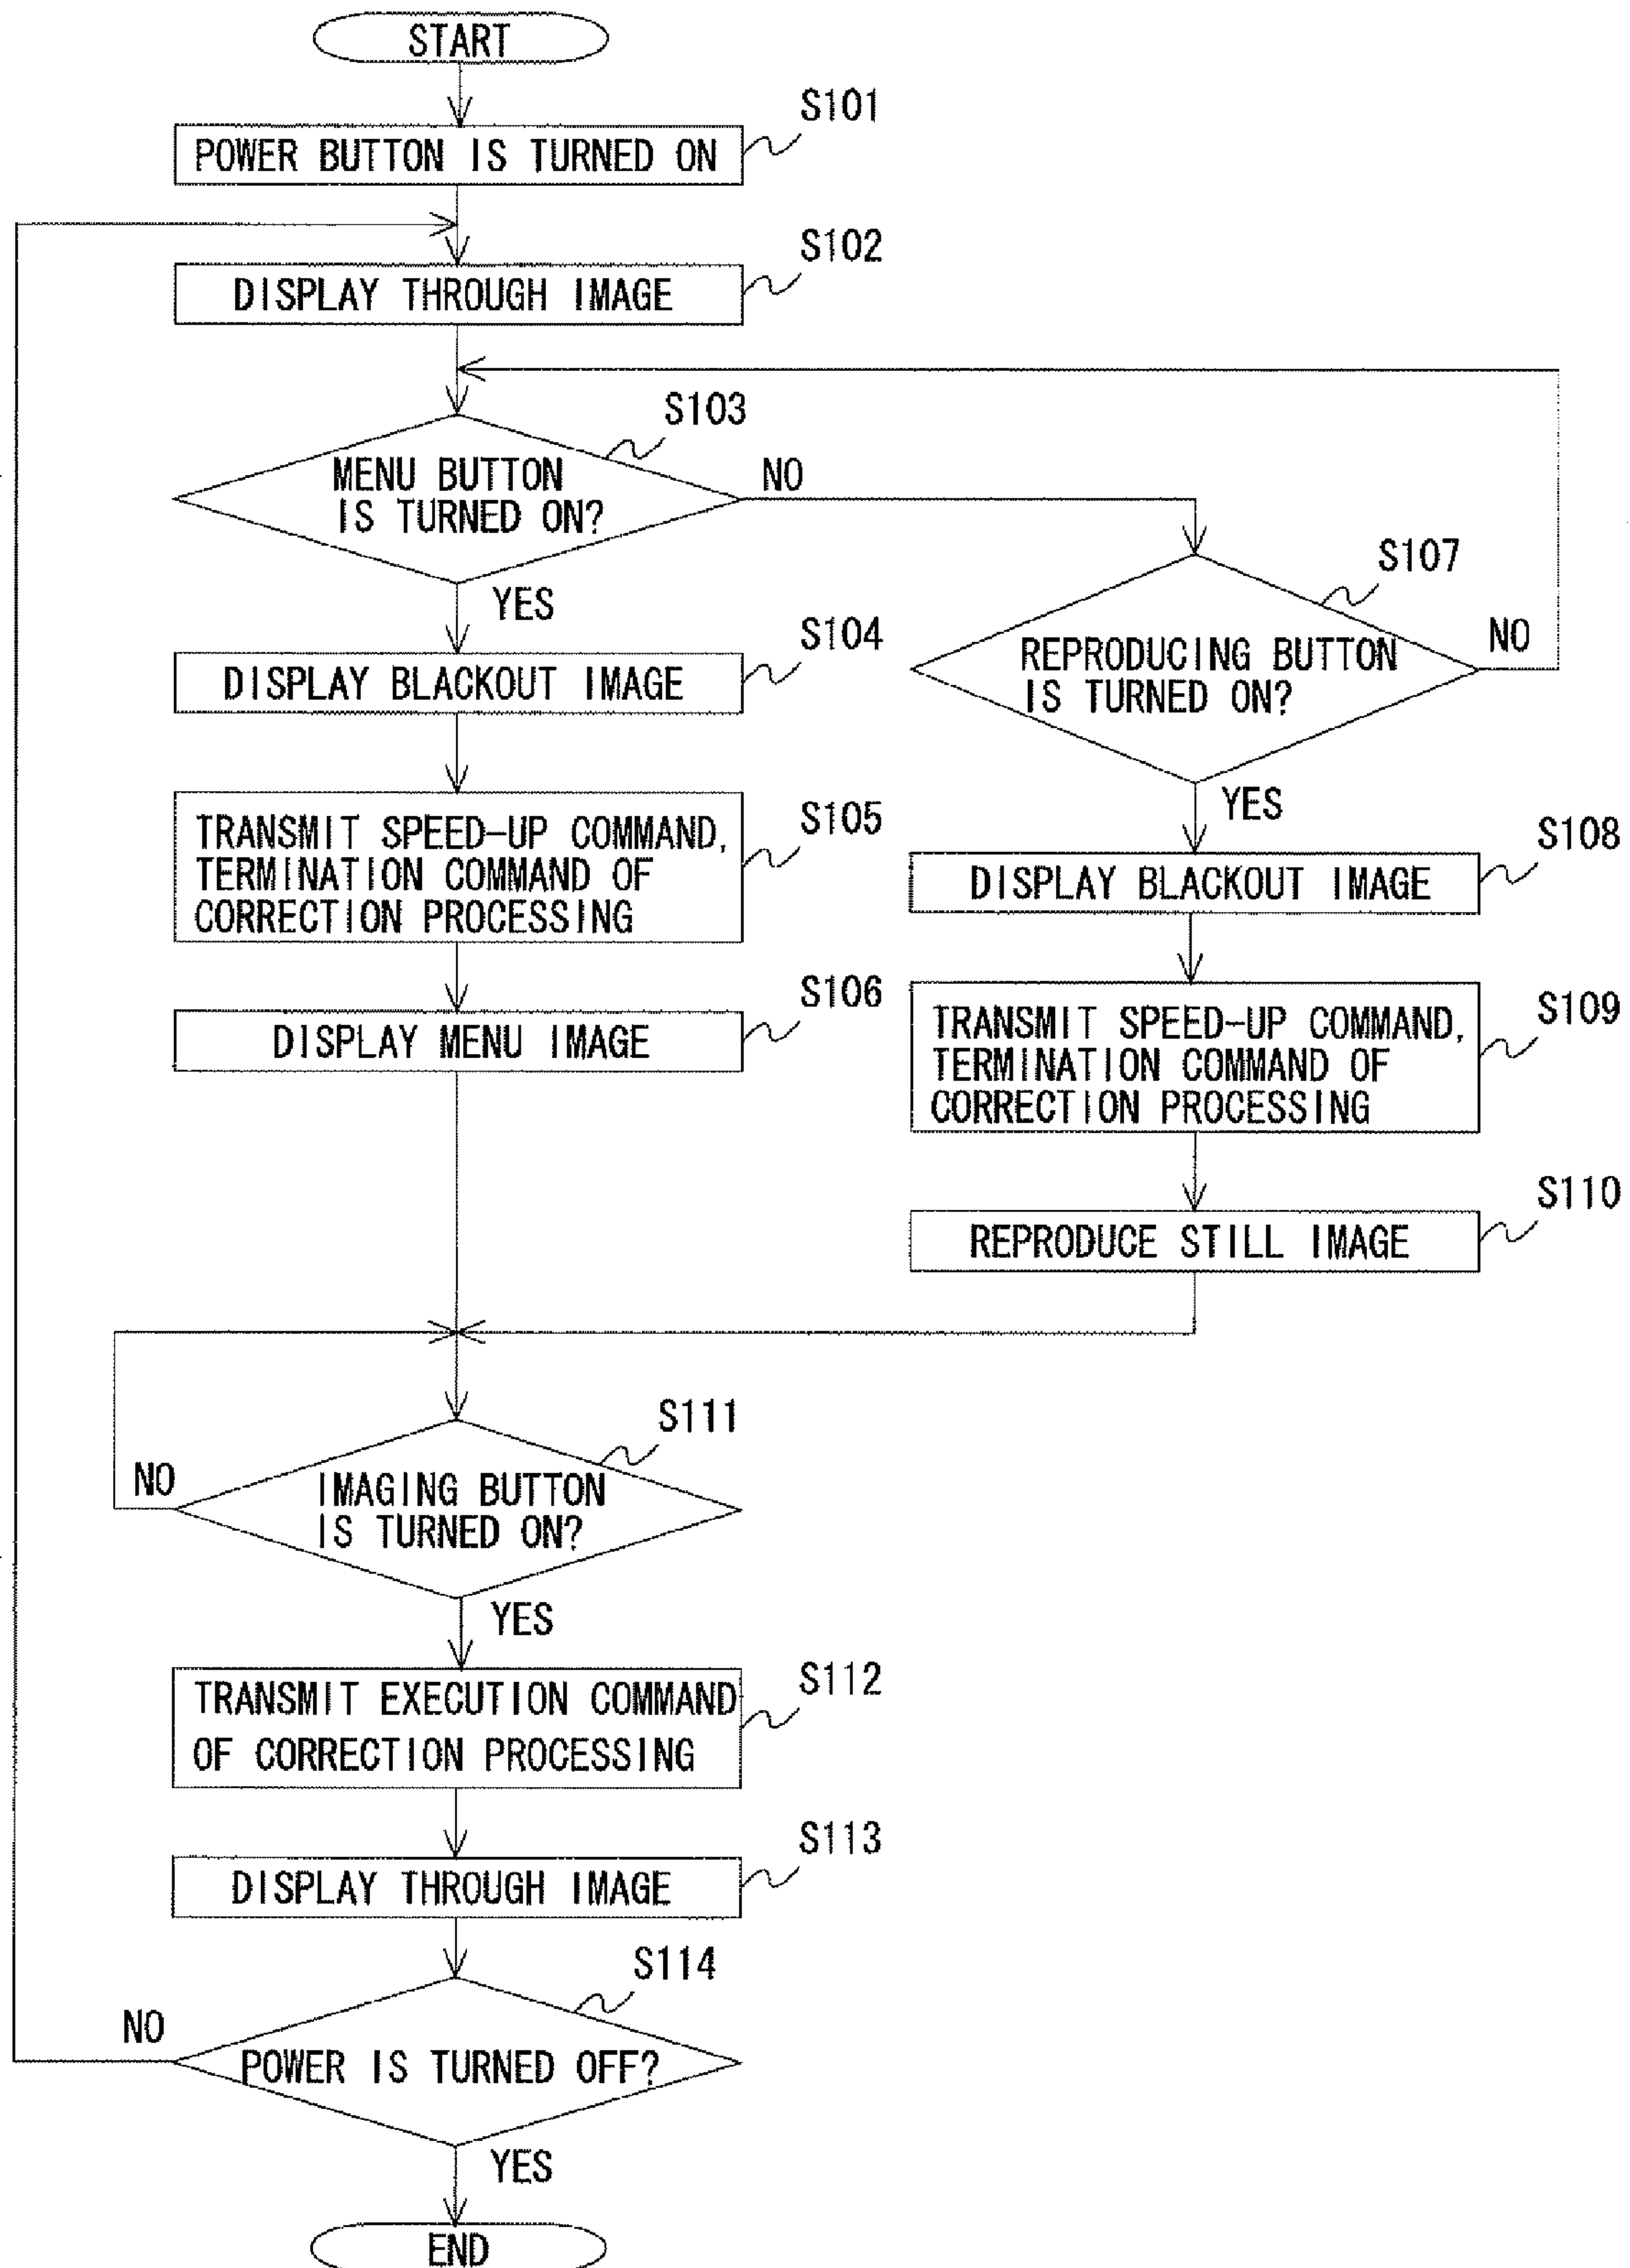 START
S101
POWER BUTTON IS TURNED ON
S102
DISPLAY THROUGH IMAGE
S103
MENU BUTTON
IS TURNED ON?
NO
YES
S104
DISPLAY BLACKOUT IMAGE
S105
TRANSMIT SPEED-UP COMMAND,
TERMINATION COMMAND OF
CORRECTION PROCESSING
S106
DISPLAY MENU IMAGE
S107
REPRODUCING BUTTON
IS TURNED ON?
NO
YES
S108
DISPLAY BLACKOUT IMAGE
S109
TRANSMIT SPEED-UP COMMAND,
TERMINATION COMMAND OF
CORRECTION PROCESSING
S110
REPRODUCE STILL IMAGE
S111
IMAGING BUTTON
IS TURNED ON?
NO
YES
S112
TRANSMIT EXECUTION COMMAND
OF CORRECTION PROCESSING
S113
DISPLAY THROUGH IMAGE
S114
POWER IS TURNED OFF?
NO
YES
END